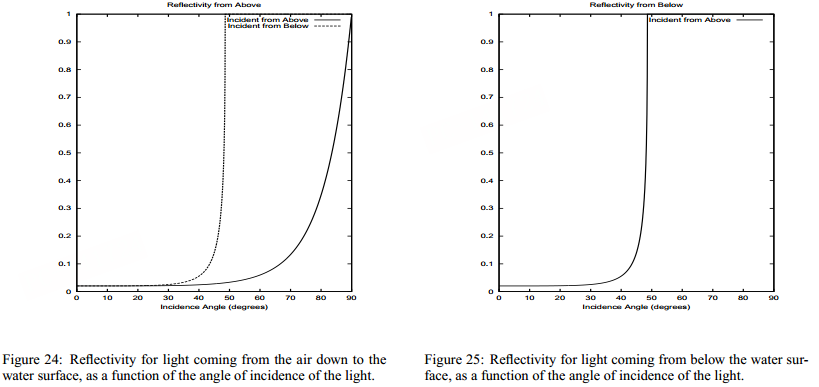 Reflectivity from Above
Incident from Above
Incident from Below
1
0.9
0.8
0.7
0.6
0.5
0.4
0.3
0.2
0.1
0
0 10 20 30 40 50 60 70 80 90
Incidence Angle (degrees)
Figure 24: Reflectivity for light coming from the air down to the
water surface, as a function of the angle of incidence of the light.
Reflectivity from Below
Incident from Above
1
0.9
0.8
0.7
0.6
0.5
0.4
0.3
0.2
0.1
0
0 10 20 30 40 50 60 70 80 90
Incidence Angle (degrees)
Figure 25: Reflectivity for light coming from below the water sur-
face, as a function of the angle of incidence of the light.